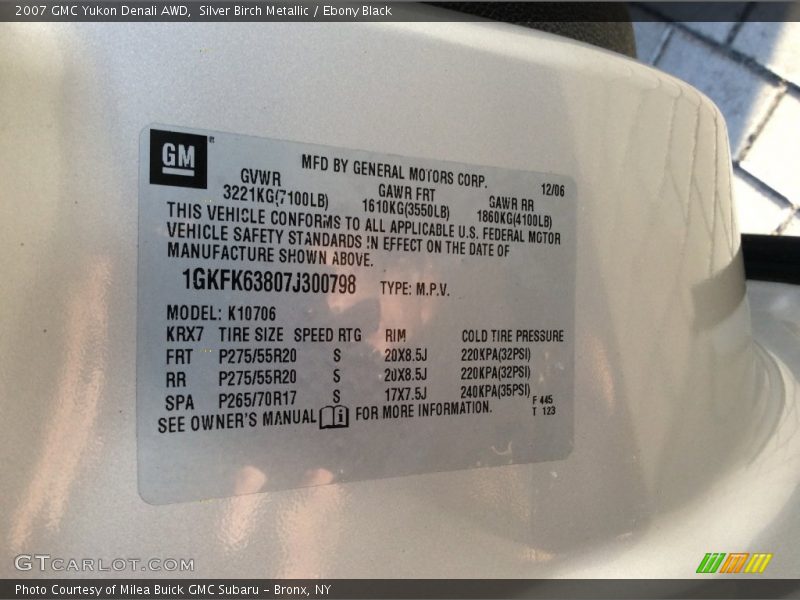 2007 GMC Yukon Denali AWD, Silver Birch Metallic / Ebony Black
GM
MFD BY GENERAL MOTORS CORP. 12/06
GVWR GAWR FRT GAWR RR
3221KG(7100LB) 1610KG(3550LB) 1860KG(4100LB)
THIS VEHICLE CONFORMS TO ALL APPLICABLE U.S. FEDERAL MOTOR
VEHICLE SAFETY STANDARDS IN EFFECT ON THE DATE OF
MANUFACTURE SHOWN ABOVE.
1GKFK63807J300798 TYPE: M.P.V.
MODEL: K10706
KRX7 TIRE SIZE SPEED RTG RIM COLD TIRE PRESSURE
FRT P275/55R20 S 20X8.5J 220KPA(32PSI)
RR P275/55R20 S 20X8.5J 220KPA(32PSI)
SPA P265/70R17 S 17X7.5J 240KPA(35PSI)
SEE OWNER'S MANUAL i FOR MORE INFORMATION.
F 445
T 123
GTCARLOT.COM
Photo Courtesy of Milea Buick GMC Subaru - Bronx, NY